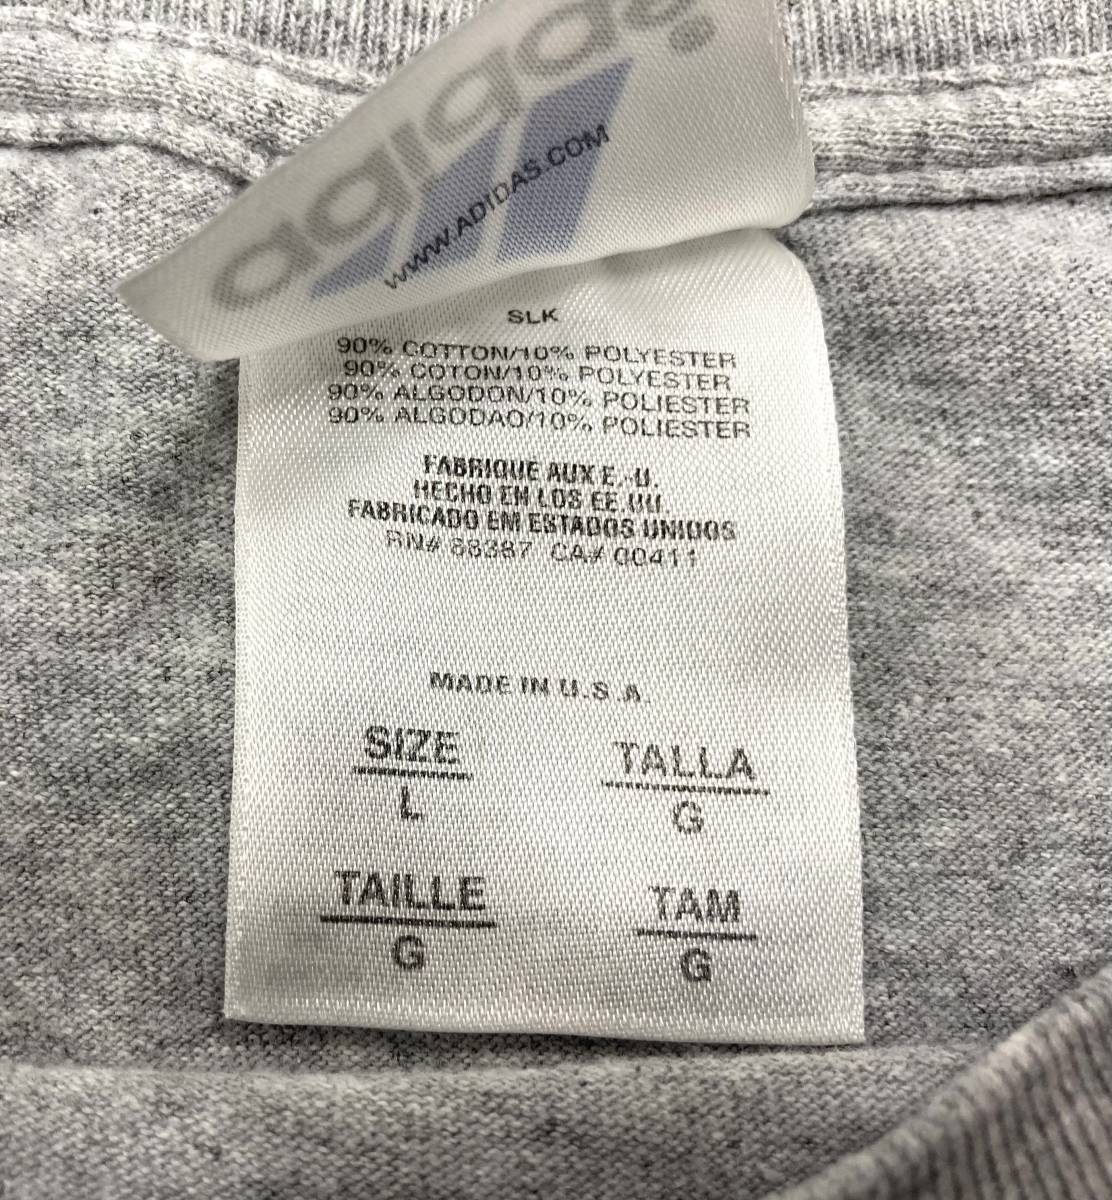 adidas
WWW.ADIDAS.COM
SLK
90% COTTON/10% POLYESTER
90% COTON/10% POLYESTER
90% ALGODON/10% POLIESTER
90% ALGODAO/10% POLIESTER
FABRIQUE AUX E.-U.
HECHO EN LOS EE.UU.
FABRICADO EM ESTADOS UNIDOS
RN# 88387 CA# 00411
MADE IN U.S.A.
SIZE
L
TALLA
G
TAILLE
G
TAM
G